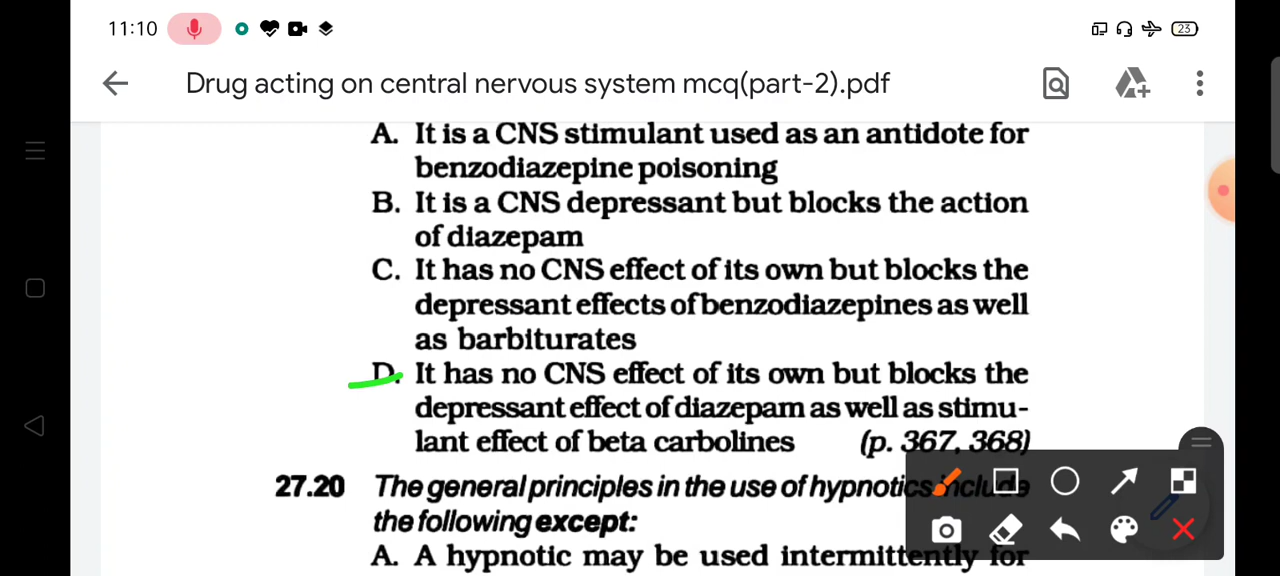 11:10
23
Drug acting on central nervous system mcq(part-2).pdf
A. It is a CNS stimulant used as an antidote for
benzodiazepine poisoning
B. It is a CNS depressant but blocks the action
of diazepam
C. It has no CNS effect of its own but blocks the
depressant effects of benzodiazepines as well
as barbiturates
D. It has no CNS effect of its own but blocks the
depressant effect of diazepam as well as stimu-
lant effect of beta carbolines (p. 367, 368)
27.20 The general principles in the use of hypnotics include
the following except:
A. A hypnotic may be used intermittently for